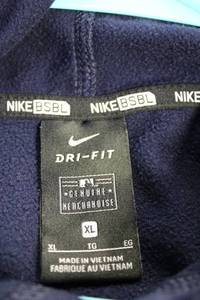 NIKE BSBL NIKE BSBL NIKE
DRI-FIT
GENUINE
MERCHANDISE
XL
XL TG EG
MADE IN VIETNAM
FABRIQUÉ AU VIETNAM